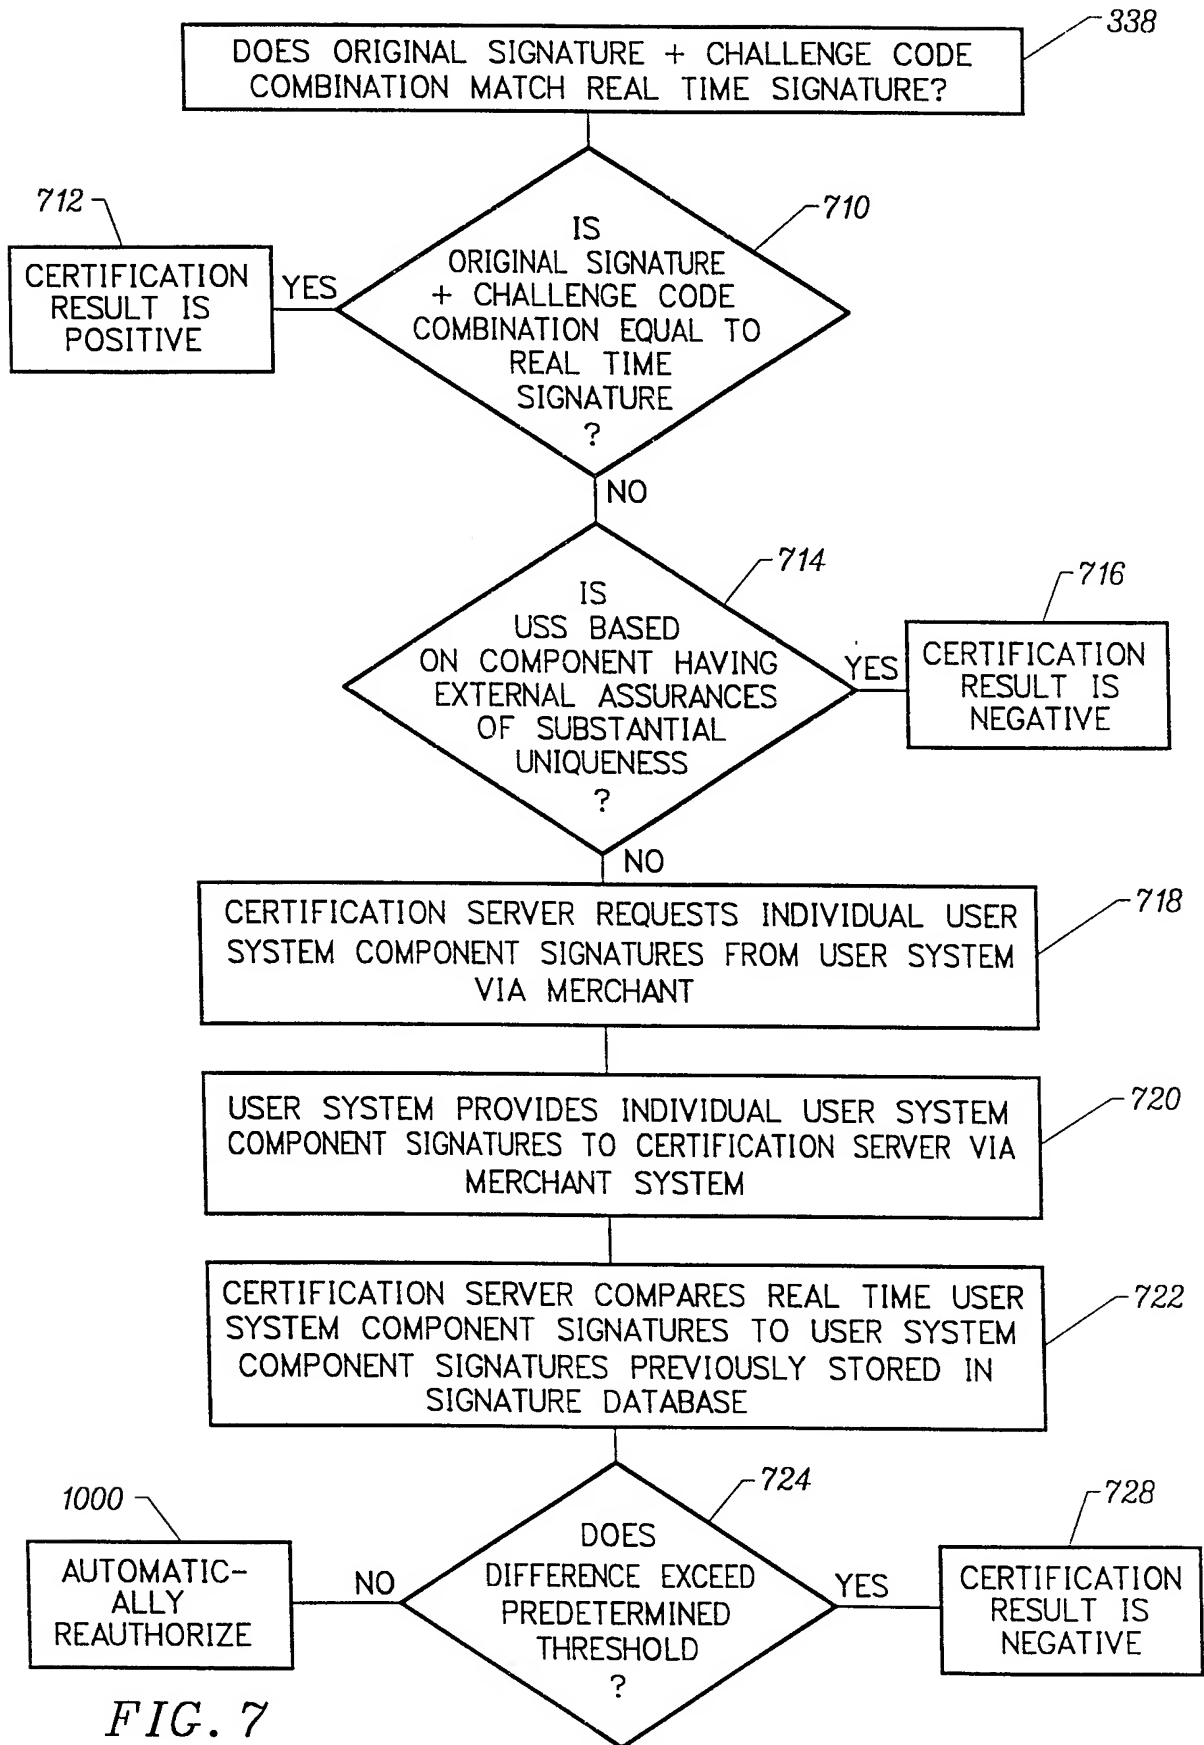 338
DOES ORIGINAL SIGNATURE + CHALLENGE CODE
COMBINATION MATCH REAL TIME SIGNATURE?
712
710
IS
ORIGINAL SIGNATURE
+ CHALLENGE CODE
COMBINATION EQUAL TO
REAL TIME
SIGNATURE
?
YES
CERTIFICATION
RESULT IS
POSITIVE
NO
714
IS
USS BASED
ON COMPONENT HAVING
EXTERNAL ASSURANCES
OF SUBSTANTIAL
UNIQUENESS
?
YES
716
CERTIFICATION
RESULT IS
NEGATIVE
NO
718
CERTIFICATION SERVER REQUESTS INDIVIDUAL USER
SYSTEM COMPONENT SIGNATURES FROM USER SYSTEM
VIA MERCHANT
720
USER SYSTEM PROVIDES INDIVIDUAL USER SYSTEM
COMPONENT SIGNATURES TO CERTIFICATION SERVER VIA
MERCHANT SYSTEM
722
CERTIFICATION SERVER COMPARES REAL TIME USER
SYSTEM COMPONENT SIGNATURES TO USER SYSTEM
COMPONENT SIGNATURES PREVIOUSLY STORED IN
SIGNATURE DATABASE
724
DOES
DIFFERENCE EXCEED
PREDETERMINED
THRESHOLD
?
NO
1000
AUTOMATIC-
ALLY
REAUTHORIZE
YES
728
CERTIFICATION
RESULT IS
NEGATIVE
FIG. 7